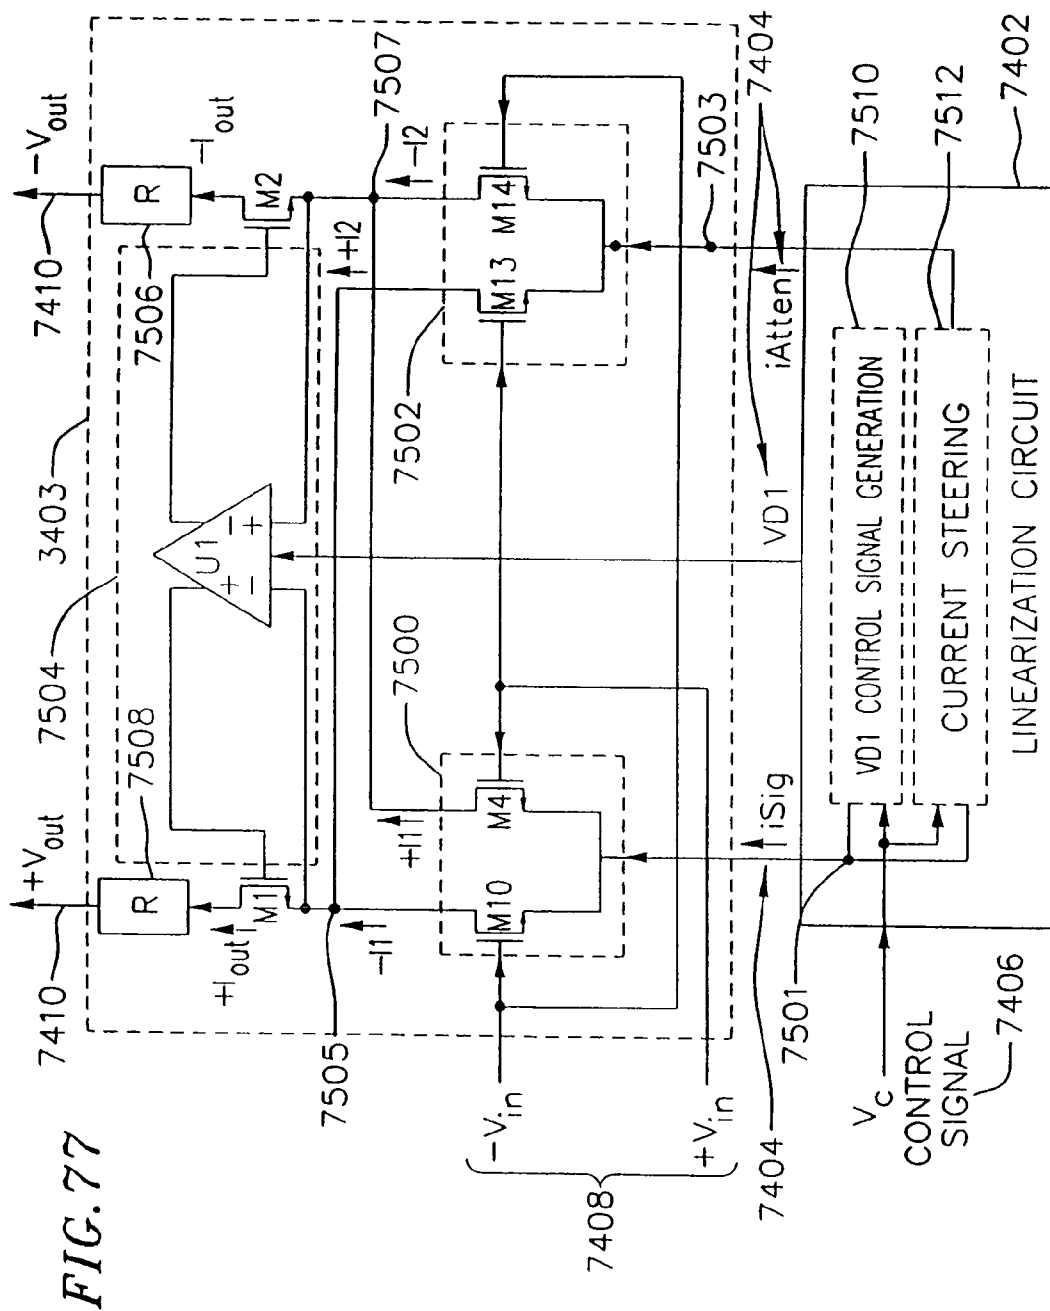 FIG. 77
7410
+Vout
3403
7410
−Vout
7504
7508
R
7506
R
−Iout
+Iout
M1
U1
+ −
− +
M2
7505
−I1
+I1
+I2
−I2
7507
7500
7502
M10
M4
M13
M14
−Vin
+Vin
7408
7404
iSig
VD1
iAtten
7503
7404
7501
Vc
CONTROL
SIGNAL
7406
VD1 CONTROL SIGNAL GENERATION
7510
CURRENT STEERING
7512
LINEARIZATION CIRCUIT
7402